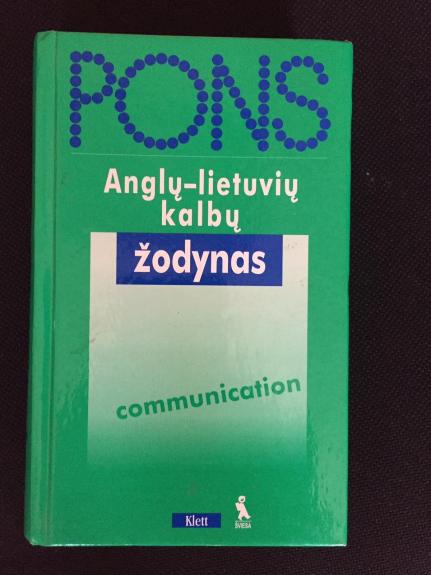 PONS
Anglų–lietuvių
kalbų
žodynas
communication
Klett
ŠVIESA